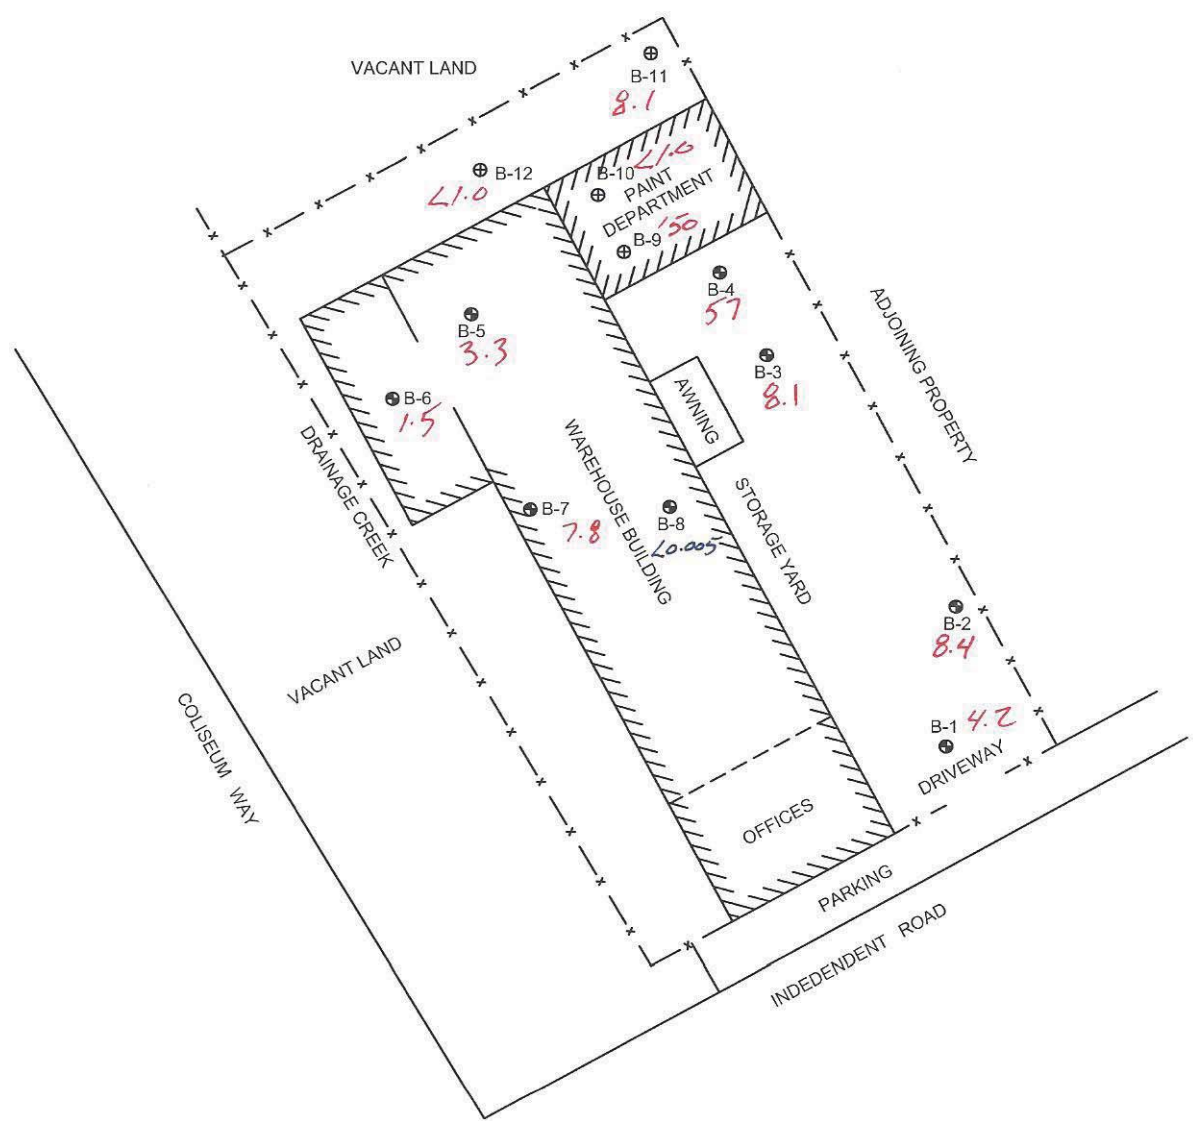 VACANT LAND
B-11
8.1
B-12
<1.0
B-10
<1.0
PAINT
DEPARTMENT
B-9
150
B-4
57
B-5
3.3
B-3
8.1
B-6
1.5
AWNING
ADJOINING PROPERTY
DRAINAGE CREEK
WAREHOUSE BUILDING
STORAGE YARD
B-7
7.8
B-8
<0.005
B-2
8.4
VACANT LAND
COLISEUM WAY
B-1
4.2
DRIVEWAY
OFFICES
PARKING
INDEDENDENT ROAD